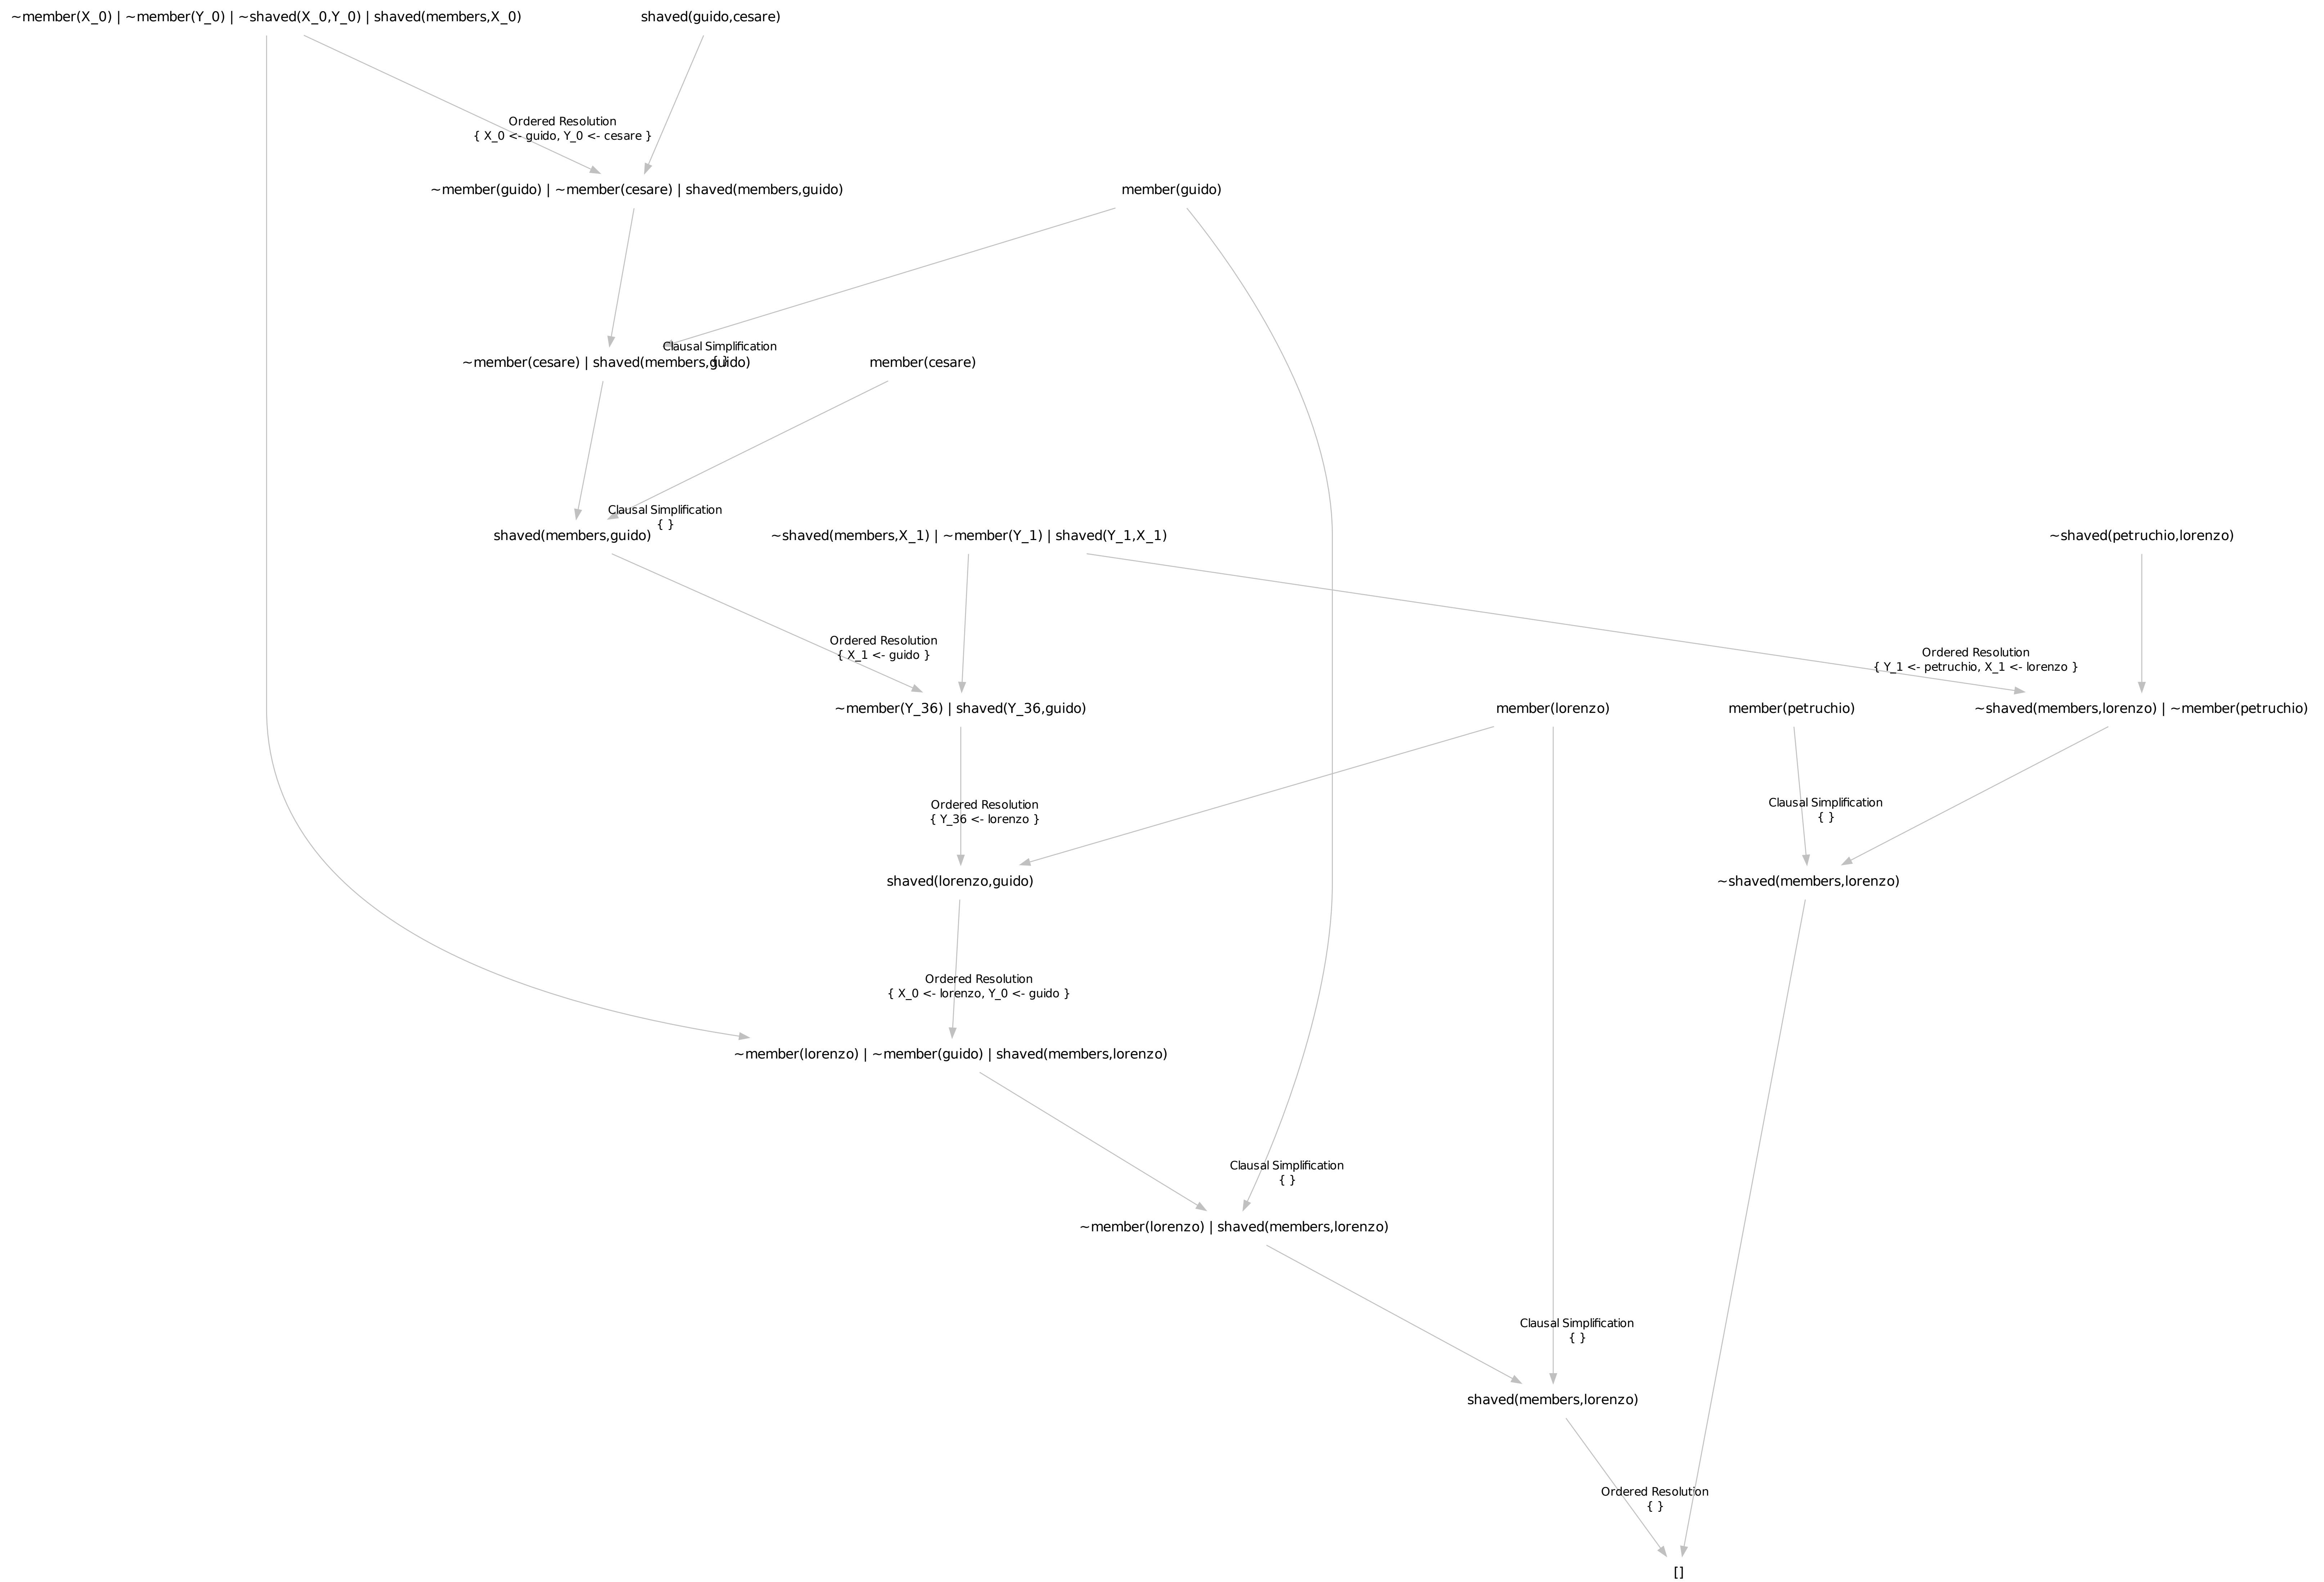 ~member(X_0) | ~member(Y_0) | ~shaved(X_0,Y_0) | shaved(members,X_0)
shaved(guido,cesare)
Ordered Resolution
{ X_0 <- guido, Y_0 <- cesare }
~member(guido) | ~member(cesare) | shaved(members,guido)
member(guido)
Clausal Simplification
{ }
~member(cesare) | shaved(members,guido)
member(cesare)
Clausal Simplification
{ }
shaved(members,guido)
~shaved(members,X_1) | ~member(Y_1) | shaved(Y_1,X_1)
~shaved(petruchio,lorenzo)
Ordered Resolution
{ X_1 <- guido }
Ordered Resolution
{ Y_1 <- petruchio, X_1 <- lorenzo }
~member(Y_36) | shaved(Y_36,guido)
member(lorenzo)
member(petruchio)
~shaved(members,lorenzo) | ~member(petruchio)
Ordered Resolution
{ Y_36 <- lorenzo }
Clausal Simplification
{ }
shaved(lorenzo,guido)
~shaved(members,lorenzo)
Ordered Resolution
{ X_0 <- lorenzo, Y_0 <- guido }
~member(lorenzo) | ~member(guido) | shaved(members,lorenzo)
Clausal Simplification
{ }
~member(lorenzo) | shaved(members,lorenzo)
Clausal Simplification
{ }
shaved(members,lorenzo)
Ordered Resolution
{ }
[]